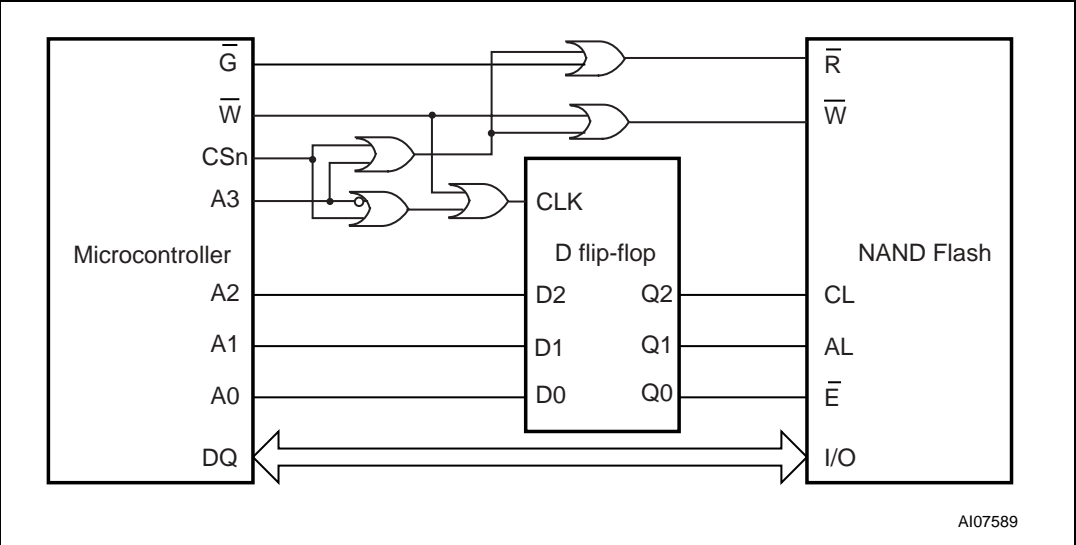 G̅
W̅
CSn
A3
Microcontroller
A2
A1
A0
DQ
CLK
D flip-flop
D2 Q2
D1 Q1
D0 Q0
R̅
W̅
NAND Flash
CL
AL
E̅
I/O
AI07589